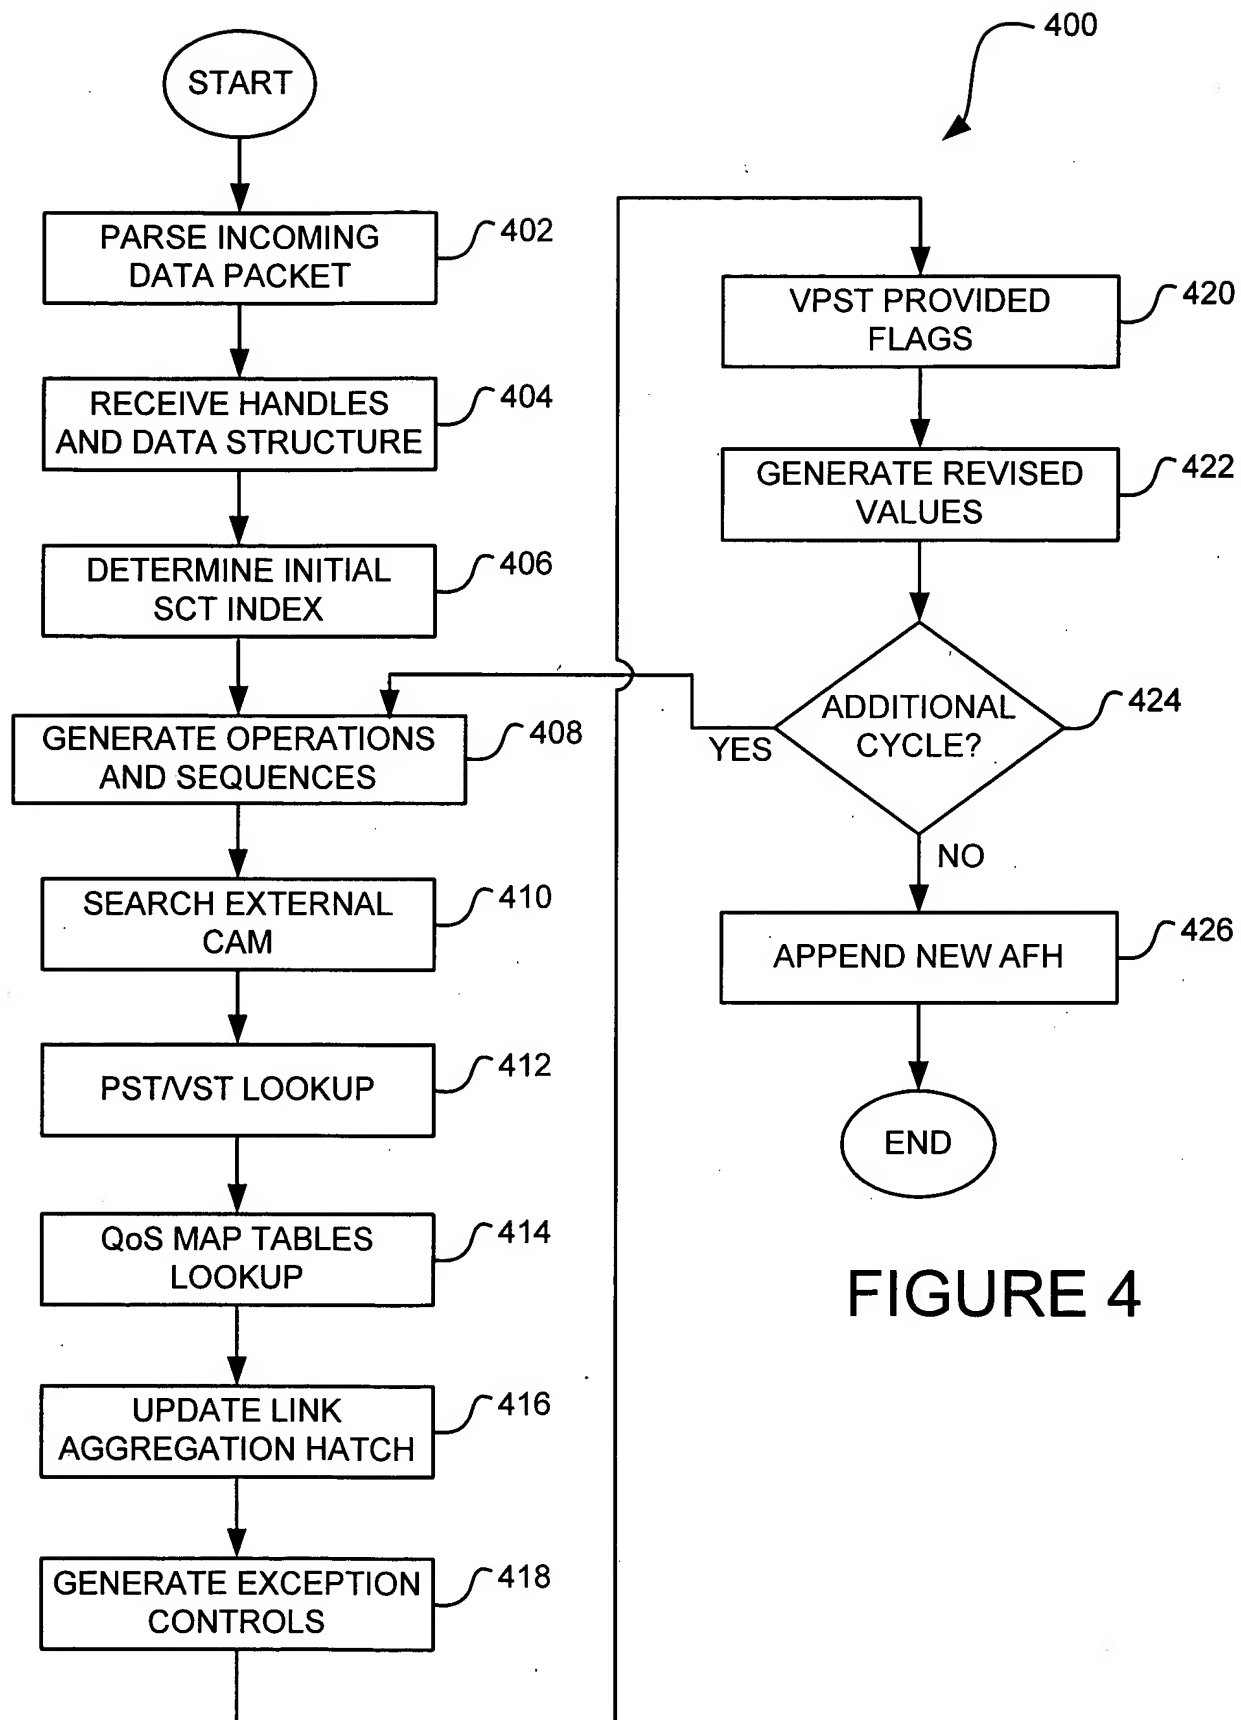 400
START
PARSE INCOMING
DATA PACKET
402
RECEIVE HANDLES
AND DATA STRUCTURE
404
DETERMINE INITIAL
SCT INDEX
406
GENERATE OPERATIONS
AND SEQUENCES
408
SEARCH EXTERNAL
CAM
410
PST/VST LOOKUP
412
QoS MAP TABLES
LOOKUP
414
UPDATE LINK
AGGREGATION HATCH
416
GENERATE EXCEPTION
CONTROLS
418
VPST PROVIDED
FLAGS
420
GENERATE REVISED
VALUES
422
ADDITIONAL
CYCLE?
424
YES
NO
APPEND NEW AFH
426
END
FIGURE 4